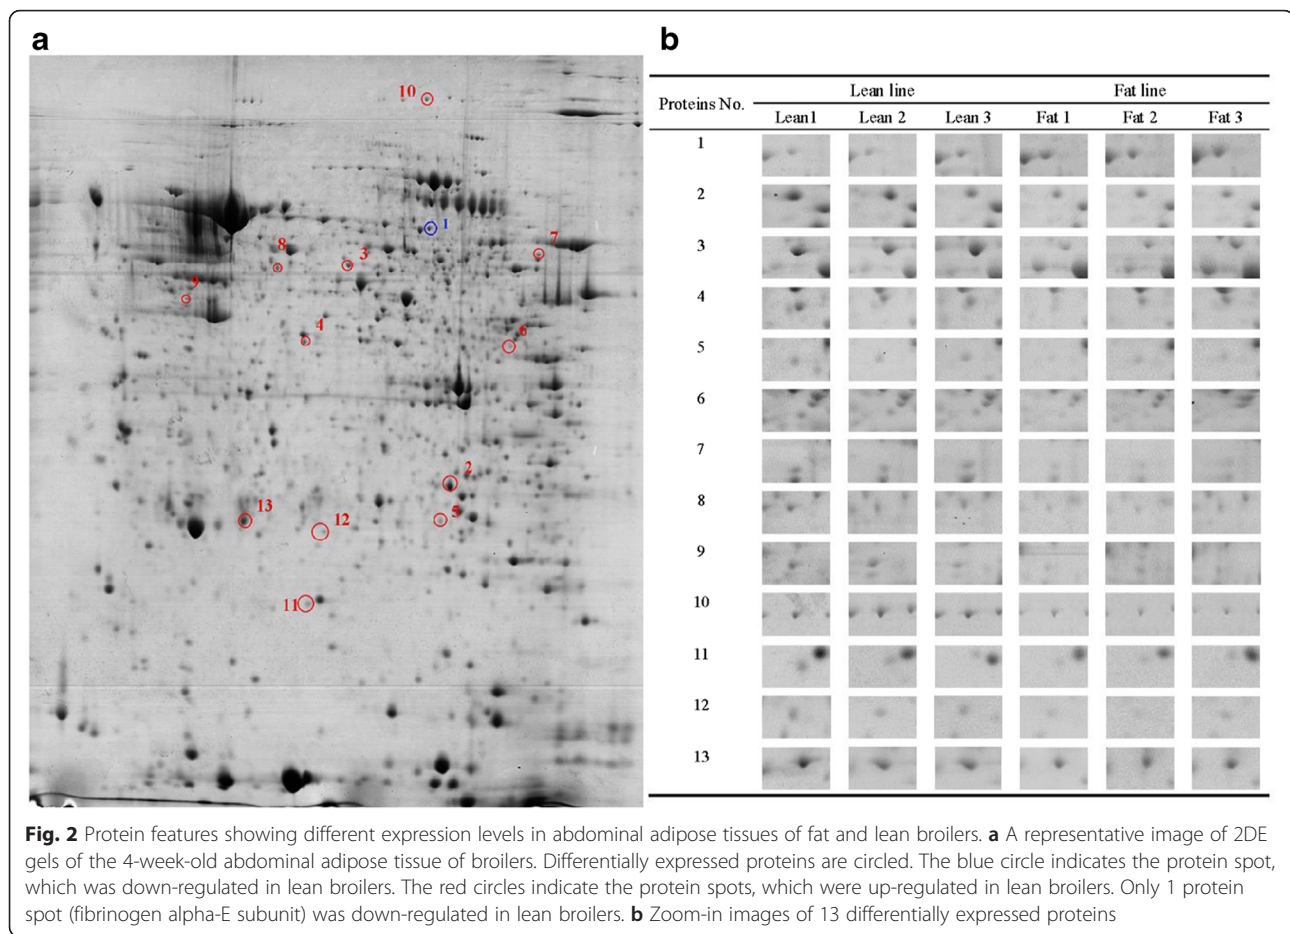 a
10
1
7
8
3
9
4
6
2
13
12
5
11
b
Proteins No.
Lean line
Fat line
Lean1
Lean 2
Lean 3
Fat 1
Fat 2
Fat 3
1
2
3
4
5
6
7
8
9
10
11
12
13
Fig. 2 Protein features showing different expression levels in abdominal adipose tissues of fat and lean broilers. a A representative image of 2DE
gels of the 4-week-old abdominal adipose tissue of broilers. Differentially expressed proteins are circled. The blue circle indicates the protein spot,
which was down-regulated in lean broilers. The red circles indicate the protein spots, which were up-regulated in lean broilers. Only 1 protein
spot (fibrinogen alpha-E subunit) was down-regulated in lean broilers. b Zoom-in images of 13 differentially expressed proteins